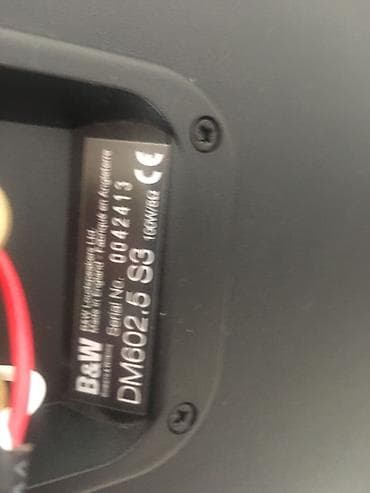 B&W
B&W Loudspeakers Ltd
Made in England - Fabriqué en Angleterre
Serial No. 0042413
DM602.5 S3 100W/8Ω CE